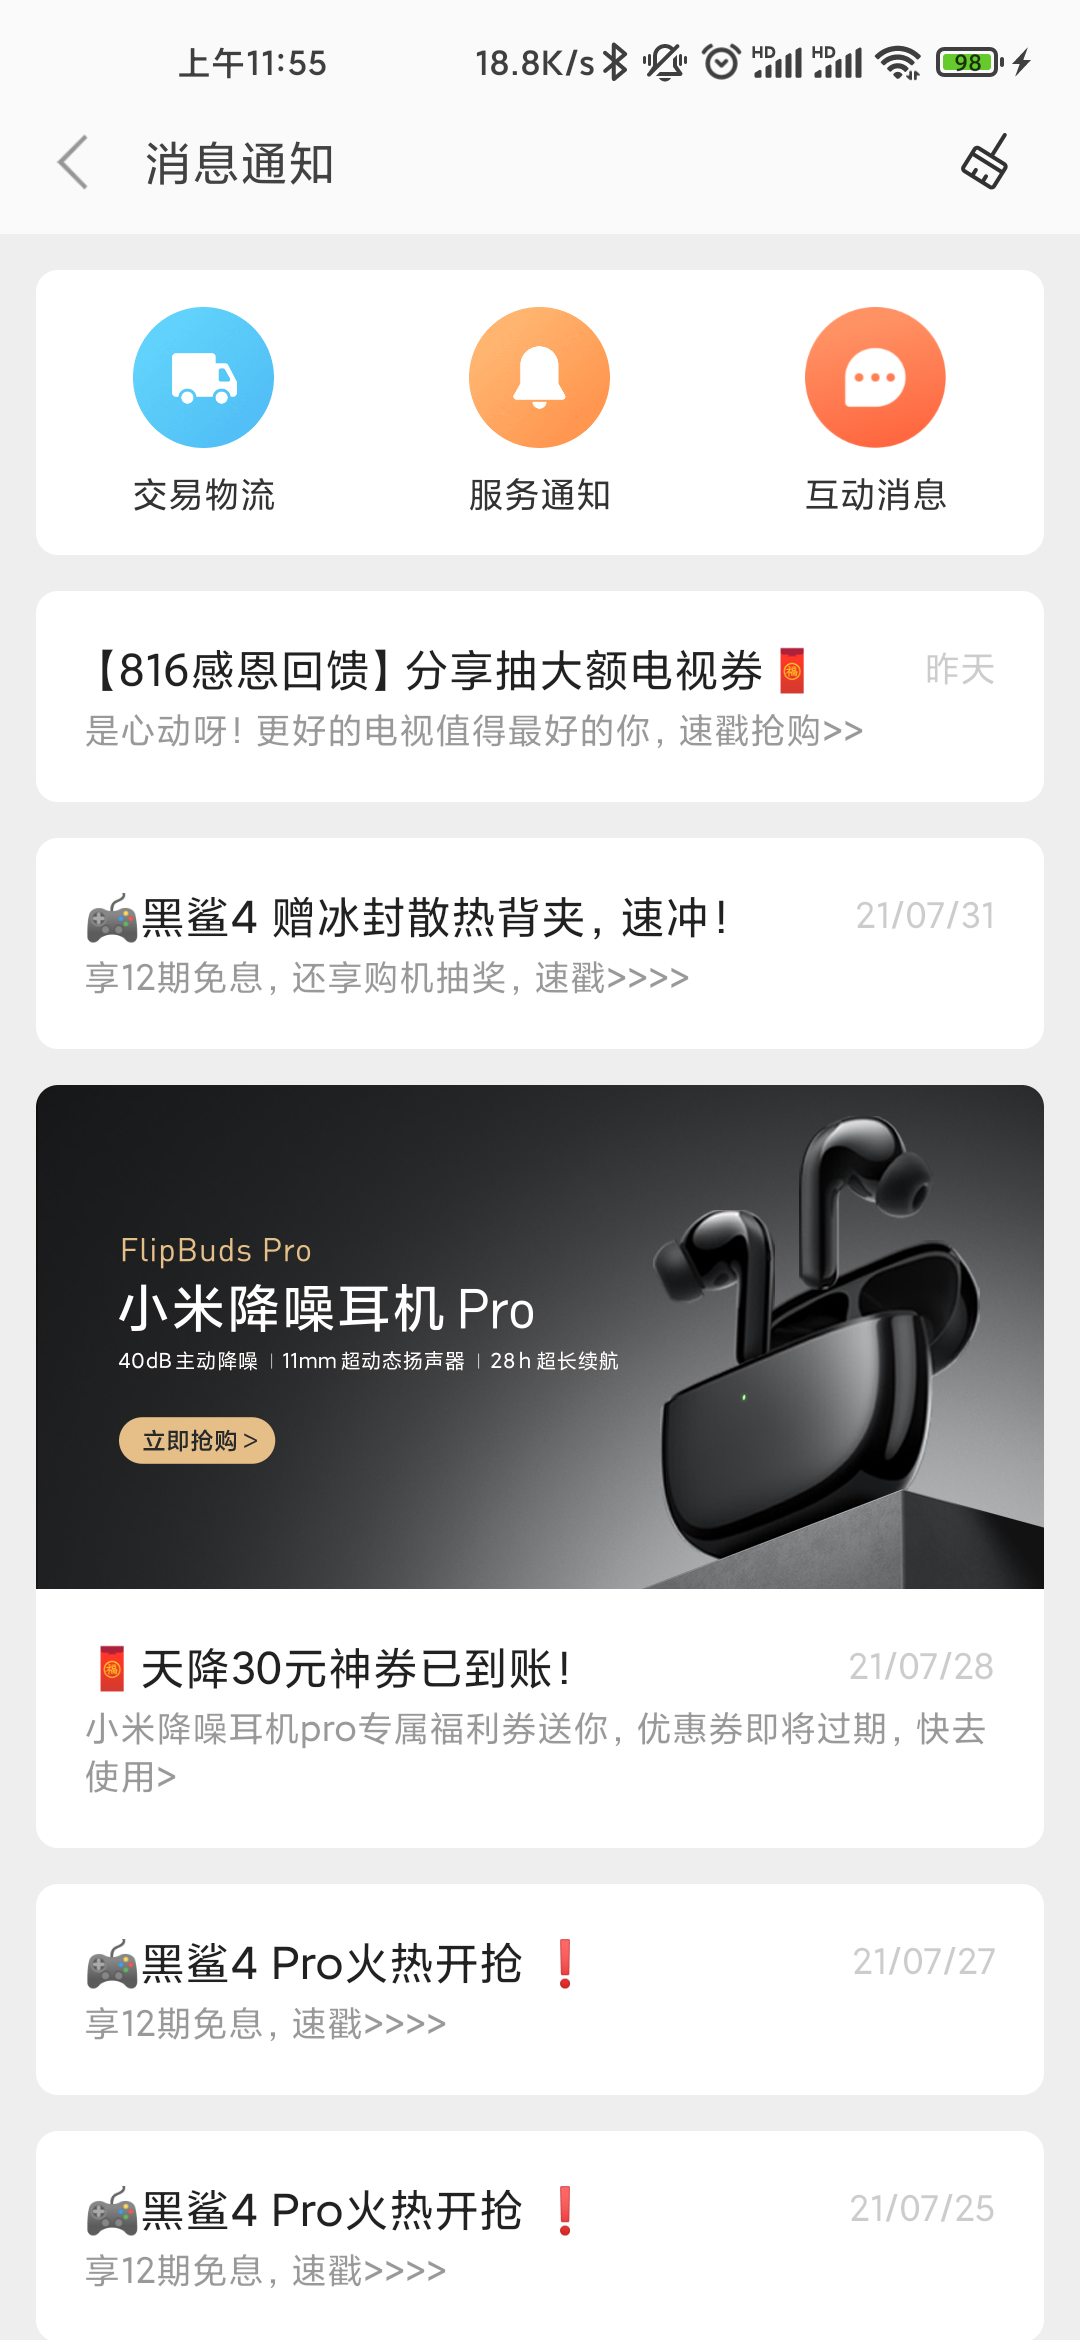 上午11:55
18.8K/s
HD
HD
98
消息通知
交易物流
服务通知
互动消息
【816感恩回馈】分享抽大额电视券🧧
昨天
是心动呀！更好的电视值得最好的你，速戳抢购>>
🎮黑鲨4 赠冰封散热背夹，速冲！
21/07/31
享12期免息，还享购机抽奖，速戳>>>>
FlipBuds Pro
小米降噪耳机 Pro
40dB 主动降噪 | 11mm 超动态扬声器 | 28h 超长续航
立即抢购 >
🧧天降30元神券已到账！
21/07/28
小米降噪耳机pro专属福利券送你，优惠券即将过期，快去
使用>
🎮黑鲨4 Pro火热开抢❗
21/07/27
享12期免息，速戳>>>>
🎮黑鲨4 Pro火热开抢❗
21/07/25
享12期免息，速戳>>>>